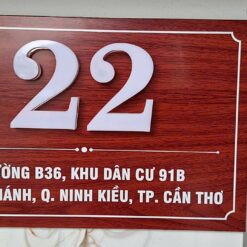 22
ỜNG B36, KHU DÂN CƯ 91B
HÁNH, Q. NINH KIỀU, TP. CẦN THƠ